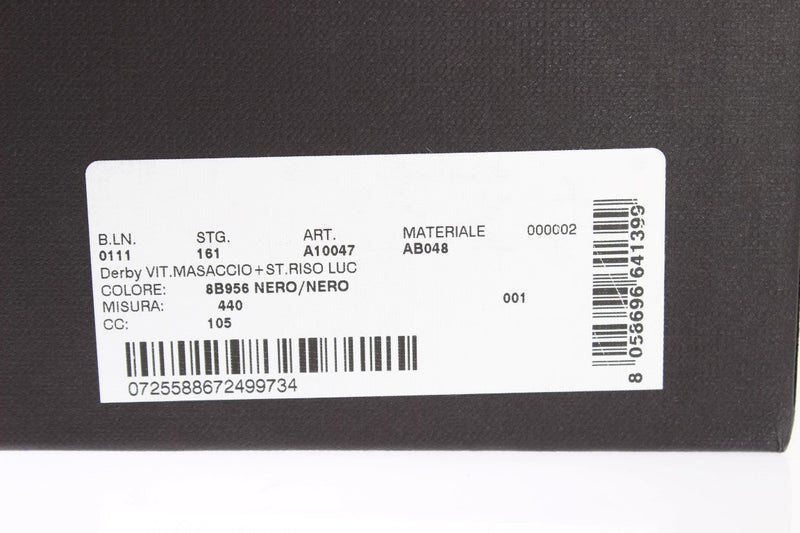 B.LN. STG. ART. MATERIALE 000002
0111 161 A10047 AB048
Derby VIT.MASACCIO+ST.RISO LUC
COLORE: 8B956 NERO/NERO
MISURA: 440 001
CC: 105
0725588672499734
8 058696 641399